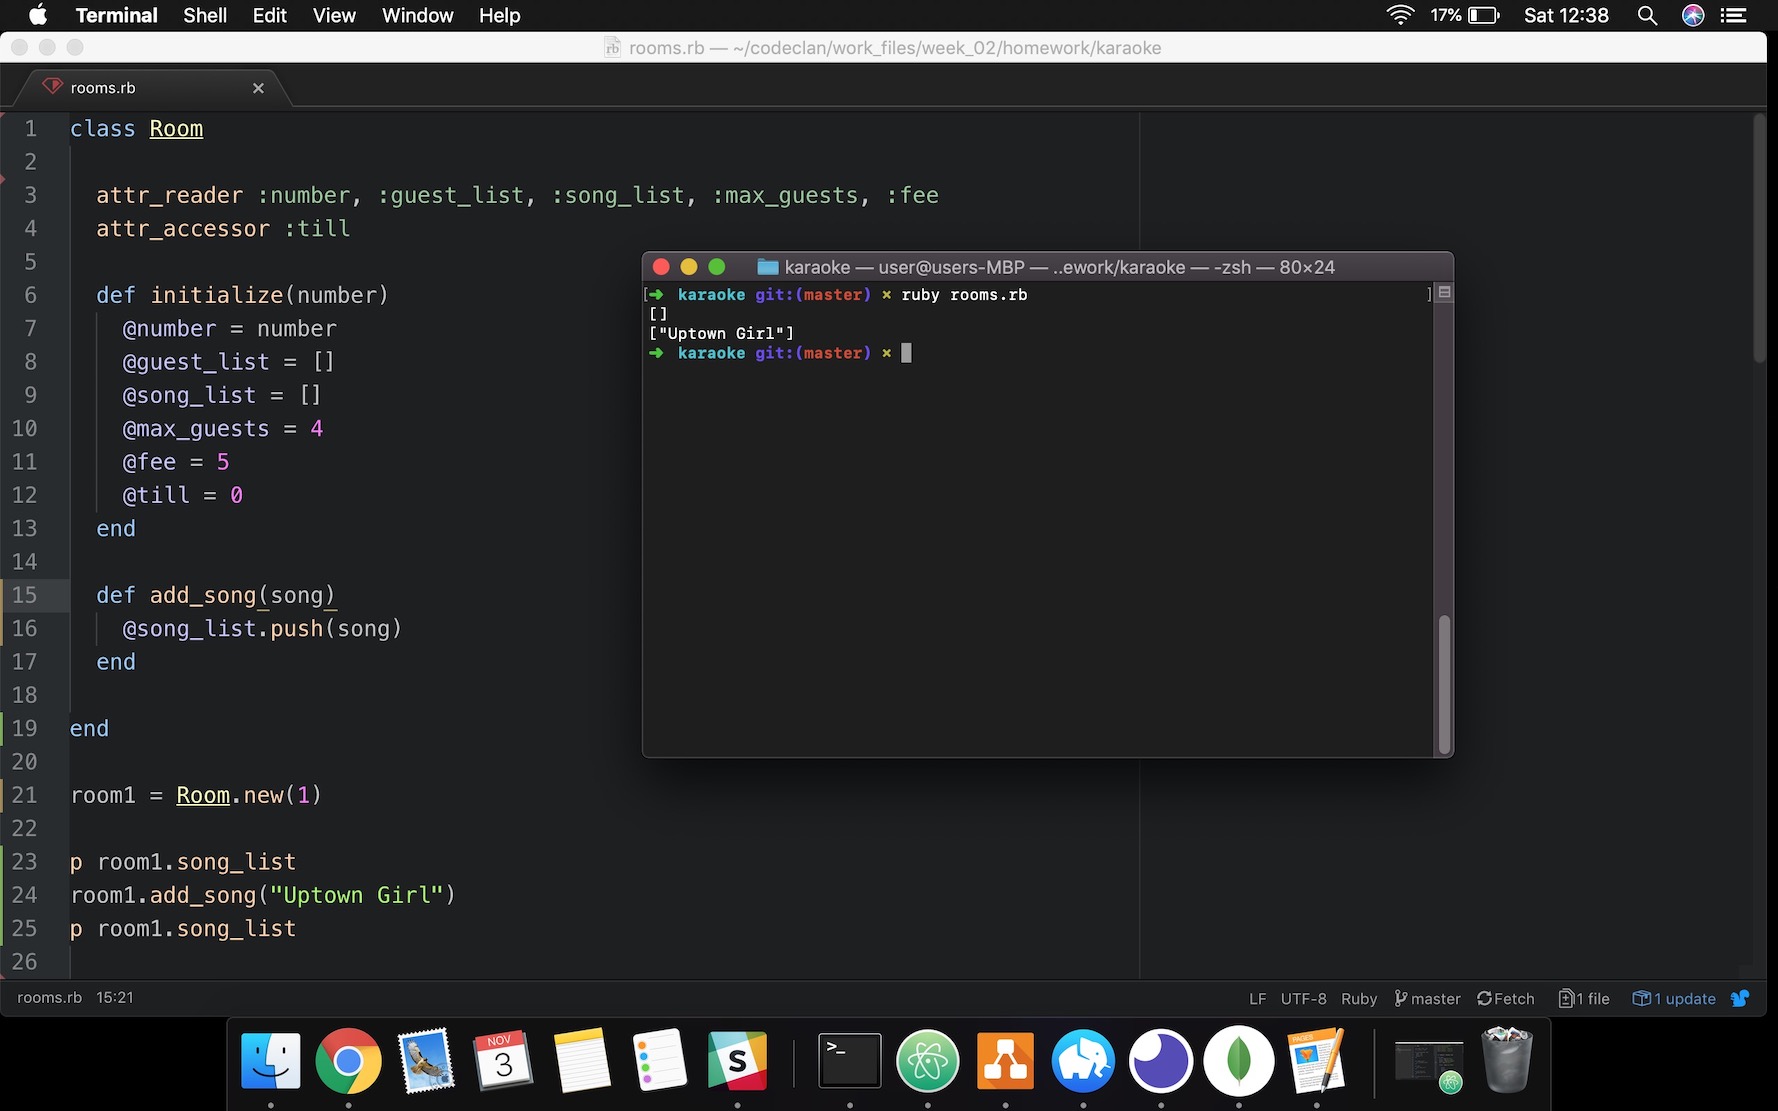 Terminal Shell Edit View Window Help 17% Sat 12:38
rooms.rb — ~/codeclan/work_files/week_02/homework/karaoke
rooms.rb ×
1 class Room
2
3 attr_reader :number, :guest_list, :song_list, :max_guests, :fee
4 attr_accessor :till
5
6 def initialize(number)
7 @number = number
8 @guest_list = []
9 @song_list = []
10 @max_guests = 4
11 @fee = 5
12 @till = 0
13 end
14
15 def add_song(song)
16 @song_list.push(song)
17 end
18
19 end
20
21 room1 = Room.new(1)
22
23 p room1.song_list
24 room1.add_song("Uptown Girl")
25 p room1.song_list
26
karaoke — user@users-MBP — ..ework/karaoke — -zsh — 80×24
[➜ karaoke git:(master) × ruby rooms.rb ]
[]
["Uptown Girl"]
➜ karaoke git:(master) ×
rooms.rb 15:21 LF UTF-8 Ruby master Fetch 1 file 1 update
NOV
3
S
>_
PAGES